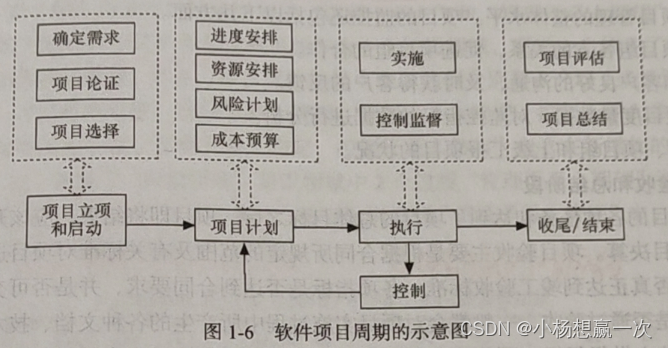 确定需求
项目论证
项目选择
进度安排
资源安排
风险计划
成本预算
实施
控制监督
项目评估
项目总结
项目立项
和启动
项目计划
执行
收尾/结束
控制
图 1-6 软件项目周期的示意图
CSDN @小杨想赢一次